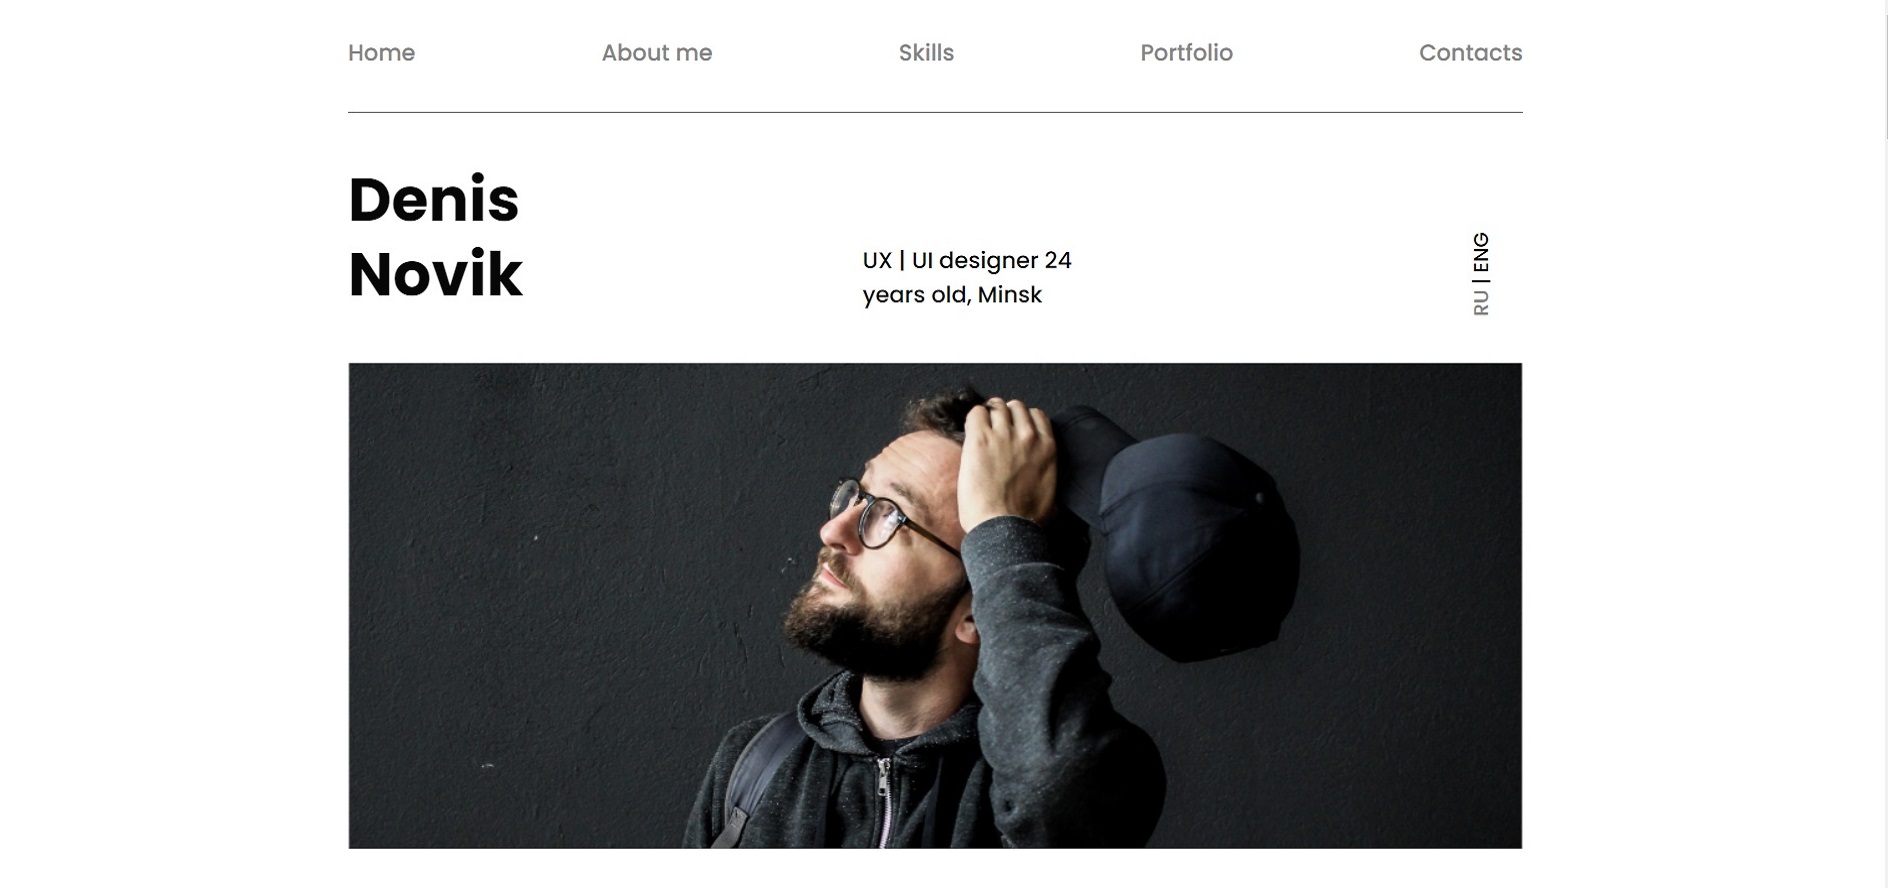 Home About me Skills Portfolio Contacts
Denis
Novik
UX | UI designer 24
years old, Minsk
RU | ENG